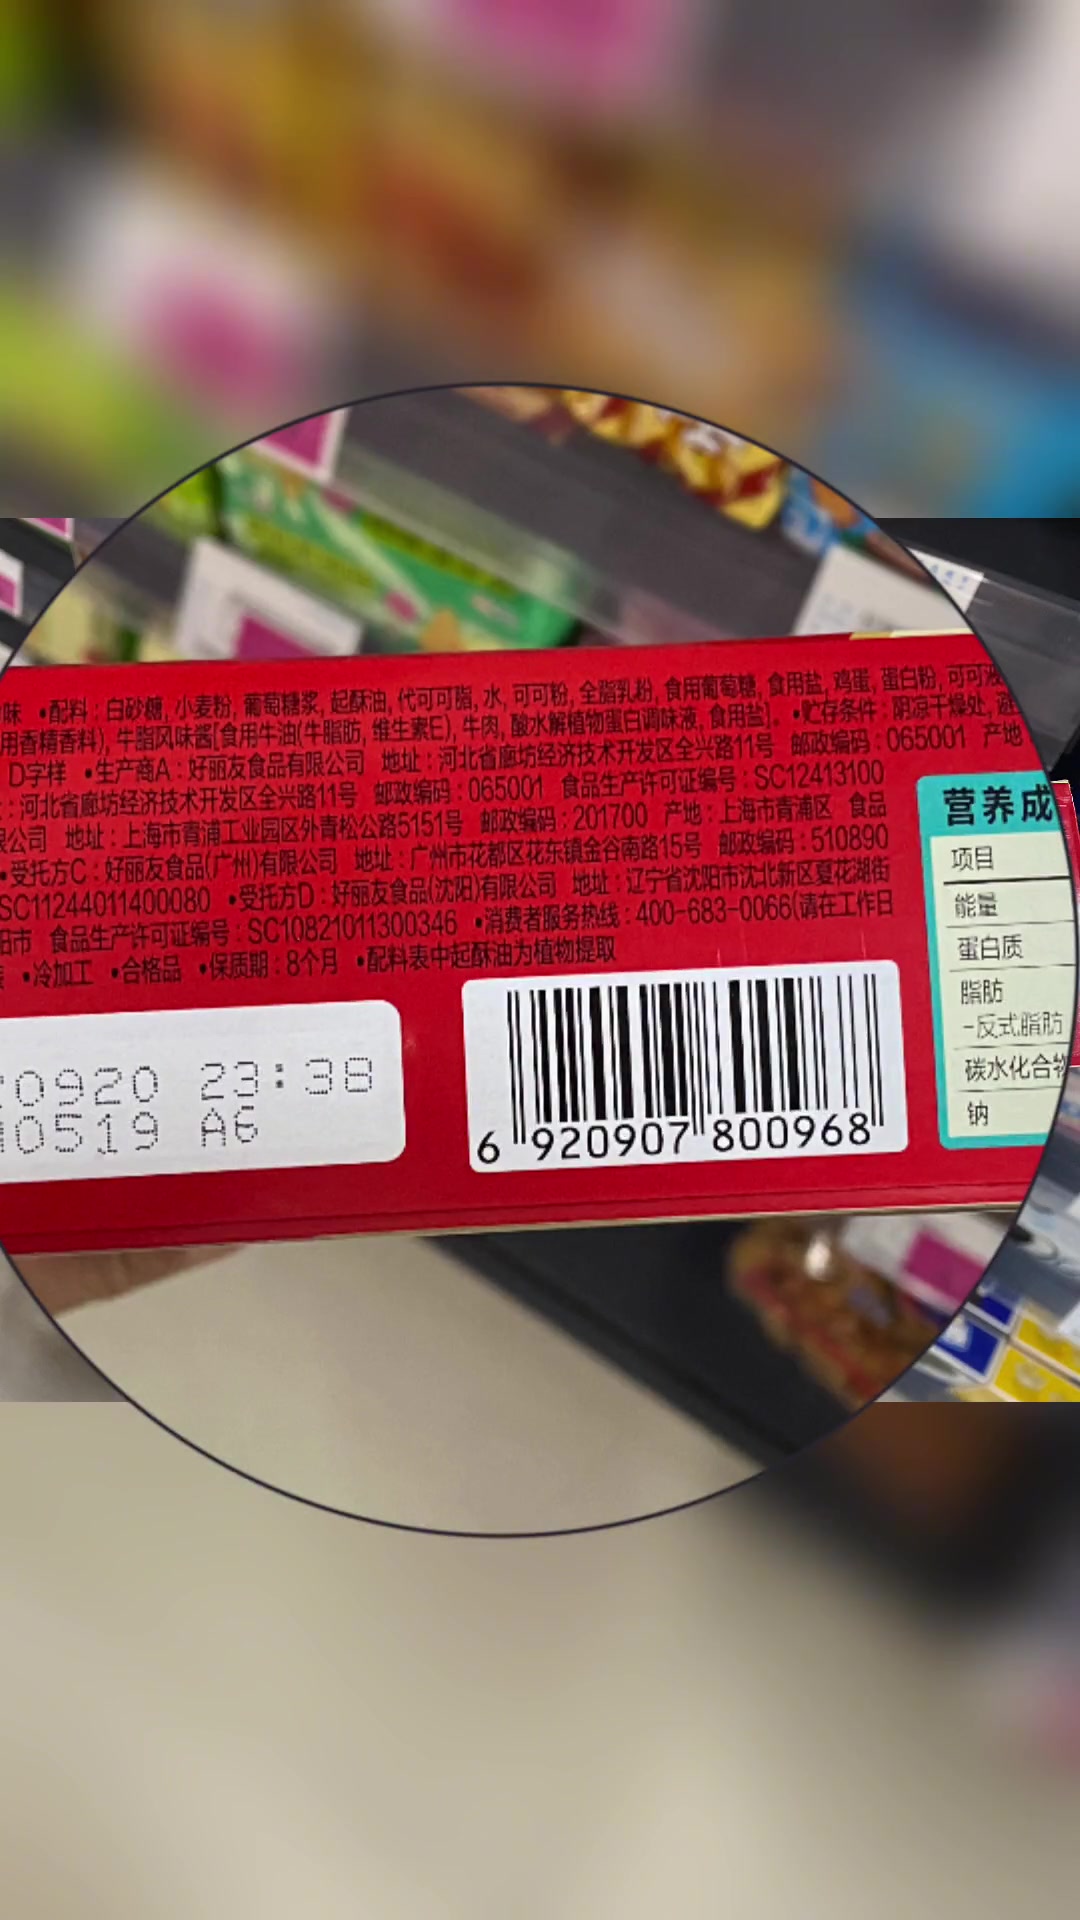 味 •配料：白砂糖, 小麦粉, 葡萄糖浆, 起酥油, 代可可脂, 水, 可可粉, 全脂乳粉, 食用葡萄糖, 食用盐, 鸡蛋, 蛋白粉, 可可液
用香精香料), 牛脂风味酱[食用牛油(牛脂肪, 维生素E), 牛肉, 酸水解植物蛋白调味液, 食用盐]。 •贮存条件：阴凉干燥处, 避
D字样 •生产商A：好丽友食品有限公司 地址：河北省廊坊经济技术开发区全兴路11号 邮政编码：065001 产地
：河北省廊坊经济技术开发区全兴路11号 邮政编码：065001 食品生产许可证编号：SC12413100
限公司 地址：上海市青浦工业园区外青松公路5151号 邮政编码：201700 产地：上海市青浦区 食品
•受托方C：好丽友食品(广州)有限公司 地址：广州市花都区花东镇金谷南路15号 邮政编码：510890
SC11244011400080 •受托方D：好丽友食品(沈阳)有限公司 地址：辽宁省沈阳市沈北新区夏花湖街
阳市 食品生产许可证编号：SC10821011300346 •消费者服务热线：400-683-0066(请在工作日
•冷加工 •合格品 •保质期：8个月 •配料表中起酥油为植物提取
0920 23:38
0519 A6
6 920907 800968
营养成
项目
能量
蛋白质
脂肪
-反式脂肪
碳水化合物
钠